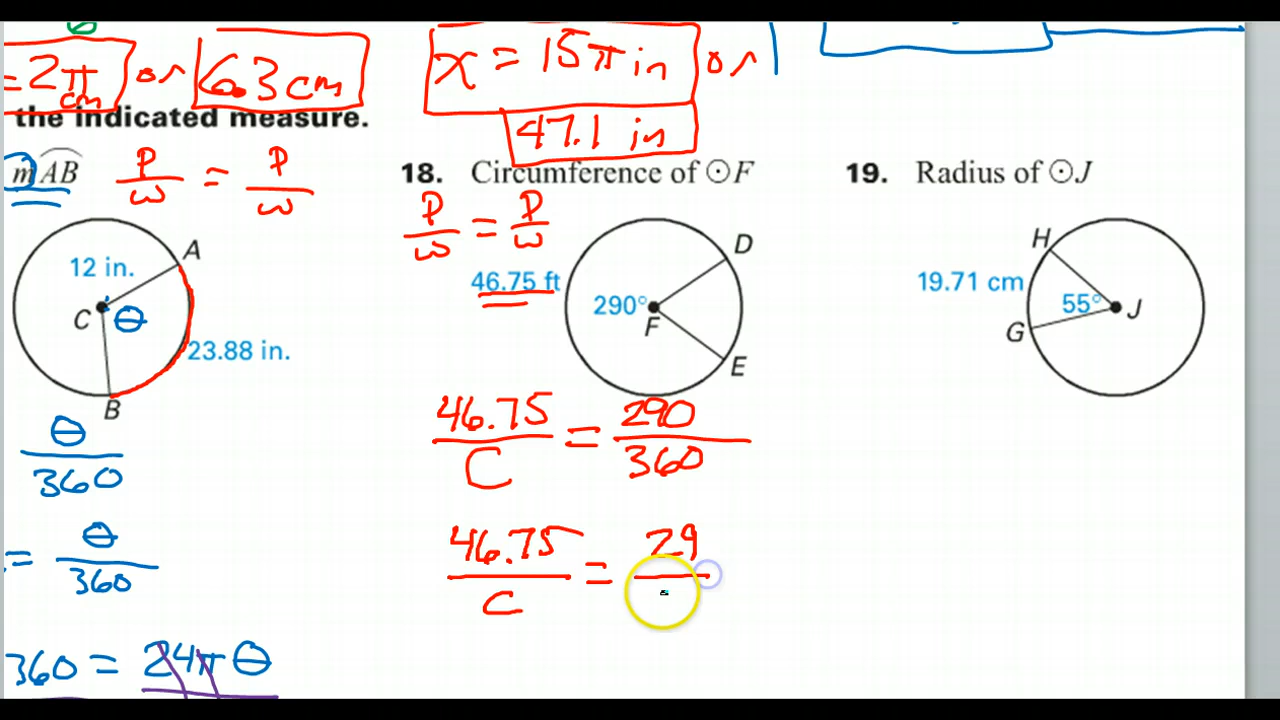 = 2π cm or 6.3 cm
x = 15π in or
47.1 in
the indicated measure.
mAB P/w = P/w
18. Circumference of ⊙F
P/w = P/w
19. Radius of ⊙J
A
12 in.
C θ
23.88 in.
B
46.75 ft
D
290°
F
E
H
19.71 cm
55°
J
G
θ/360
46.75/C = 290/360
= θ/360
46.75/C = 29
360 = 24πθ